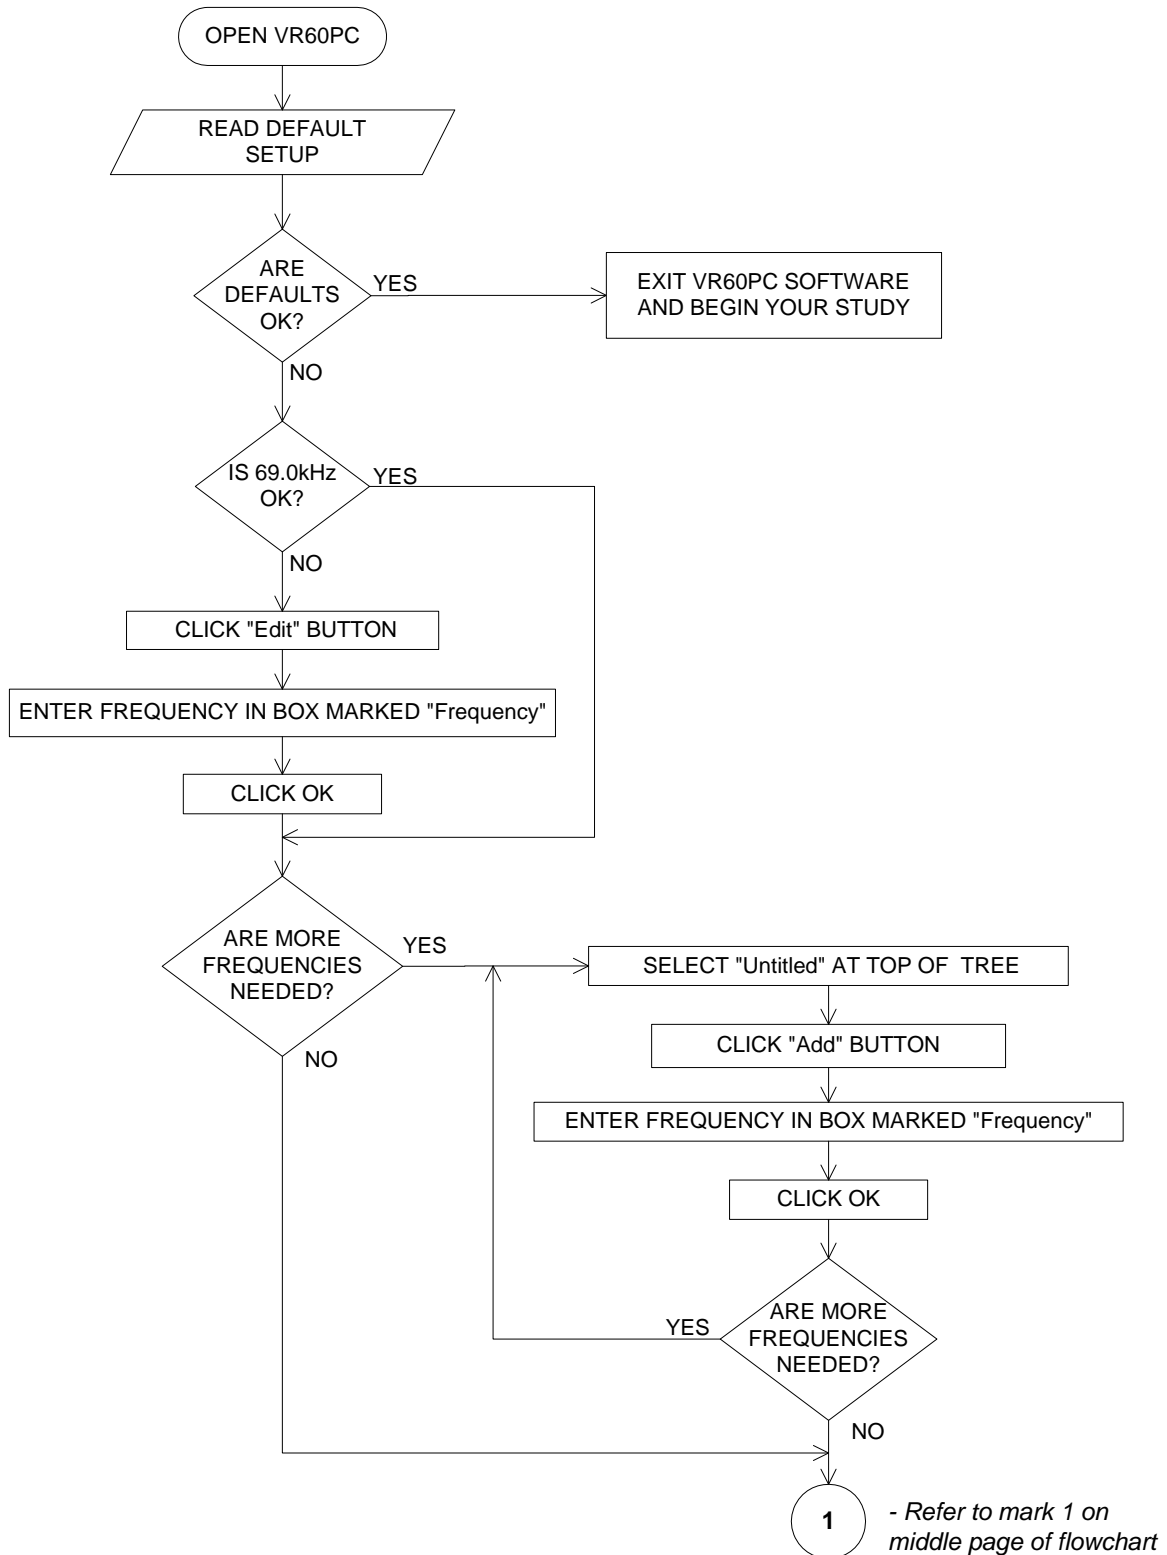 OPEN VR60PC
READ DEFAULT
SETUP
ARE
DEFAULTS
OK?
YES
EXIT VR60PC SOFTWARE
AND BEGIN YOUR STUDY
NO
IS 69.0kHz
OK?
YES
NO
CLICK "Edit" BUTTON
ENTER FREQUENCY IN BOX MARKED "Frequency"
CLICK OK
ARE MORE
FREQUENCIES
NEEDED?
YES
NO
SELECT "Untitled" AT TOP OF TREE
CLICK "Add" BUTTON
ENTER FREQUENCY IN BOX MARKED "Frequency"
CLICK OK
ARE MORE
FREQUENCIES
NEEDED?
YES
NO
1
- Refer to mark 1 on
middle page of flowchart